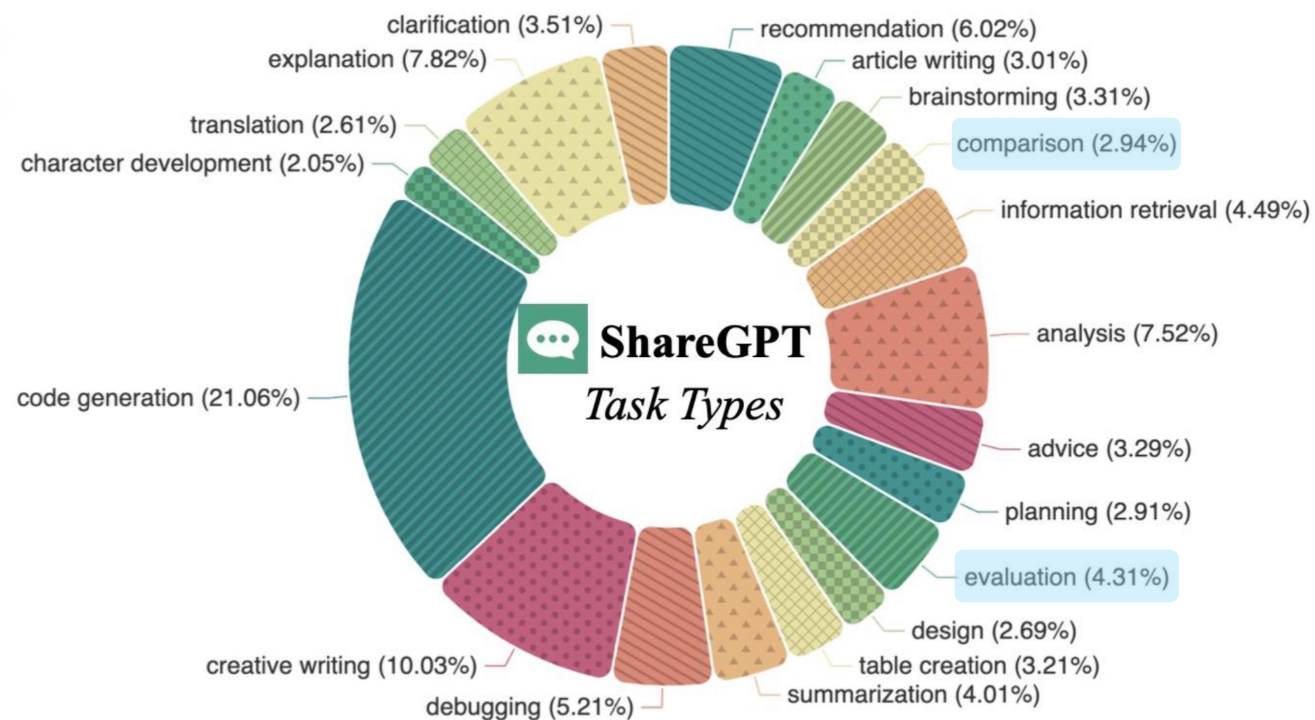 clarification (3.51%)
recommendation (6.02%)
explanation (7.82%)
article writing (3.01%)
brainstorming (3.31%)
translation (2.61%)
comparison (2.94%)
character development (2.05%)
information retrieval (4.49%)
ShareGPT
Task Types
analysis (7.52%)
code generation (21.06%)
advice (3.29%)
planning (2.91%)
evaluation (4.31%)
design (2.69%)
creative writing (10.03%)
table creation (3.21%)
summarization (4.01%)
debugging (5.21%)